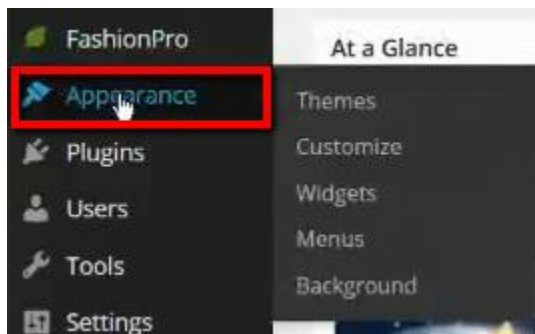 FashionPro
Appearance
Plugins
Users
Tools
Settings
At a Glance
Themes
Customize
Widgets
Menus
Background